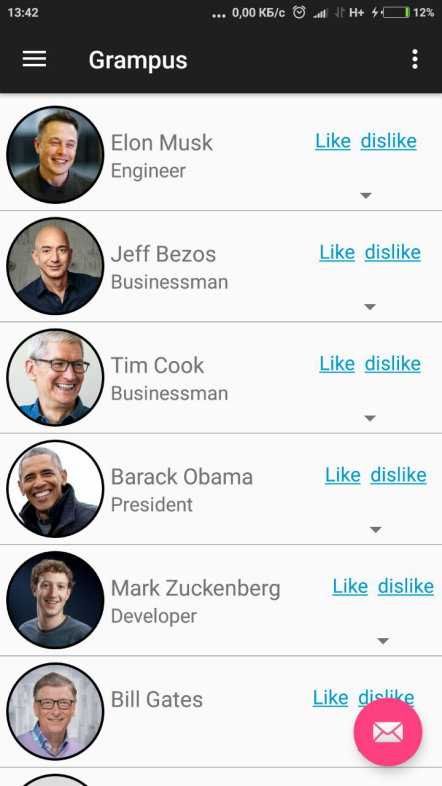 13:42 ... 0,00 КБ/с H+ 12%
Grampus
Elon Musk
Like dislike
Engineer
Jeff Bezos
Like dislike
Businessman
Tim Cook
Like dislike
Businessman
Barack Obama
Like dislike
President
Mark Zuckenberg
Like dislike
Developer
Bill Gates
Like dislike